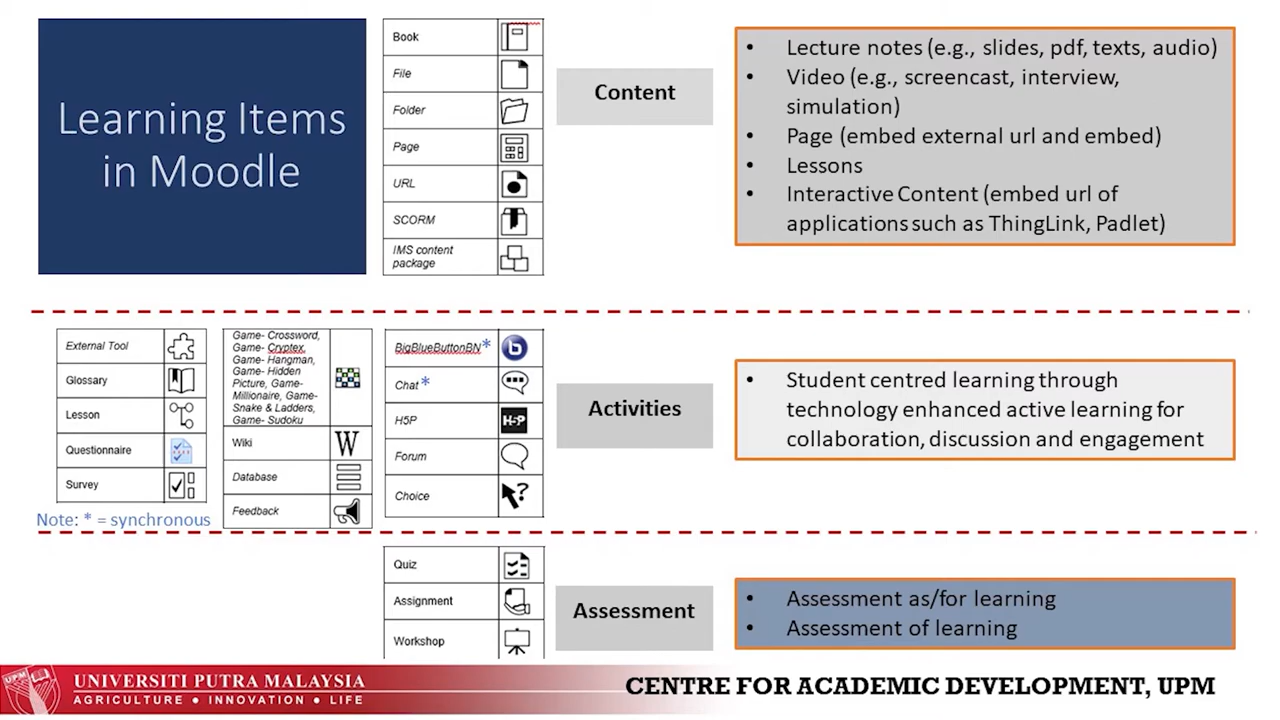 Learning Items
in Moodle
Book
File
Folder
Page
URL
SCORM
IMS content
package
Content
• Lecture notes (e.g., slides, pdf, texts, audio)
• Video (e.g., screencast, interview,
simulation)
• Page (embed external url and embed)
• Lessons
• Interactive Content (embed url of
applications such as ThingLink, Padlet)
External Tool
Glossary
Lesson
Questionnaire
Survey
Note: * = synchronous
Game- Crossword,
Game- Cryptex,
Game- Hangman,
Game- Hidden
Picture, Game-
Millionaire, Game-
Snake & Ladders,
Game- Sudoku
Wiki
W
Database
Feedback
BigBlueButtonBN* b
Chat*
H5P H5P
Forum
Choice ?
Activities
• Student centred learning through
technology enhanced active learning for
collaboration, discussion and engagement
Quiz
Assignment
Workshop
Assessment
• Assessment as/for learning
• Assessment of learning
UPM
UNIVERSITI PUTRA MALAYSIA
AGRICULTURE • INNOVATION • LIFE
CENTRE FOR ACADEMIC DEVELOPMENT, UPM